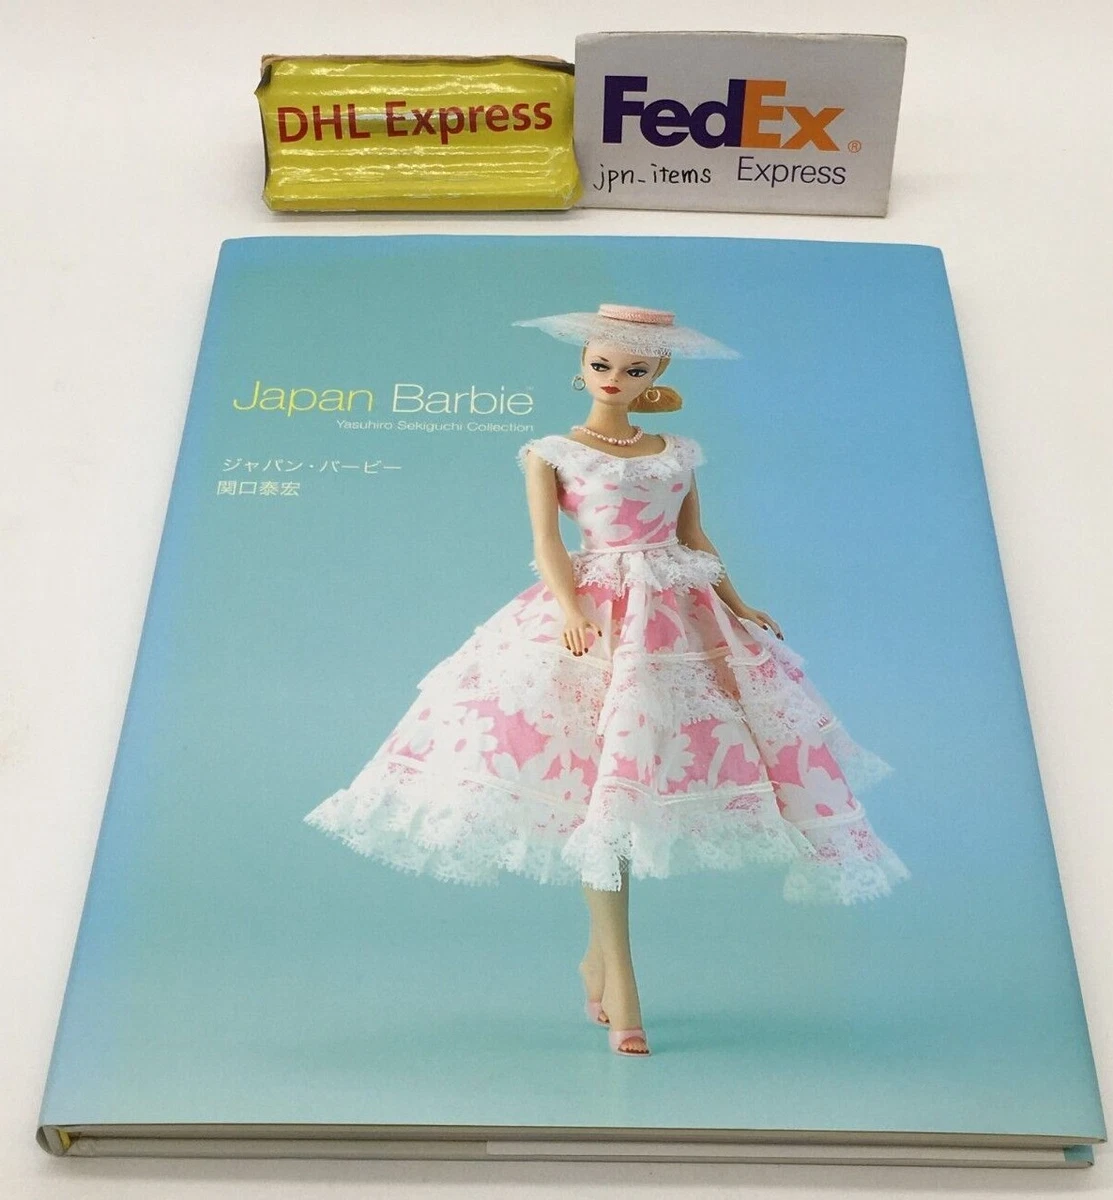 DHL Express
FedEx®
jpn_items Express
Japan Barbie™
Yasuhiro Sekiguchi Collection
ジャパン・バービー
関口泰宏